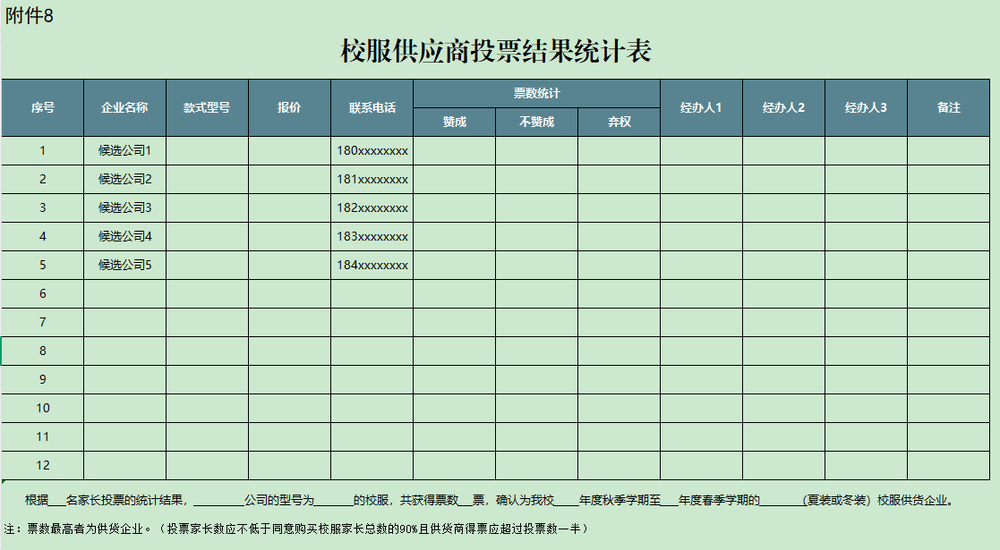 附件8
校服供应商投票结果统计表
序号 企业名称 款式型号 报价 联系电话 票数统计 经办人1 经办人2 经办人3 备注
赞成 不赞成 弃权
1 候选公司1 180xxxxxxxx
2 候选公司2 181xxxxxxxx
3 候选公司3 182xxxxxxxx
4 候选公司4 183xxxxxxxx
5 候选公司5 184xxxxxxxx
6
7
8
9
10
11
12
根据___名家长投票的统计结果，_________公司的型号为_______的校服，共获得票数___票，确认为我校____年度秋季学期至___年度春季学期的_______（夏装或冬装）校服供货企业。
注：票数最高者为供货企业。（投票家长数应不低于同意购买校服家长总数的90%且供货商得票应超过投票数一半）